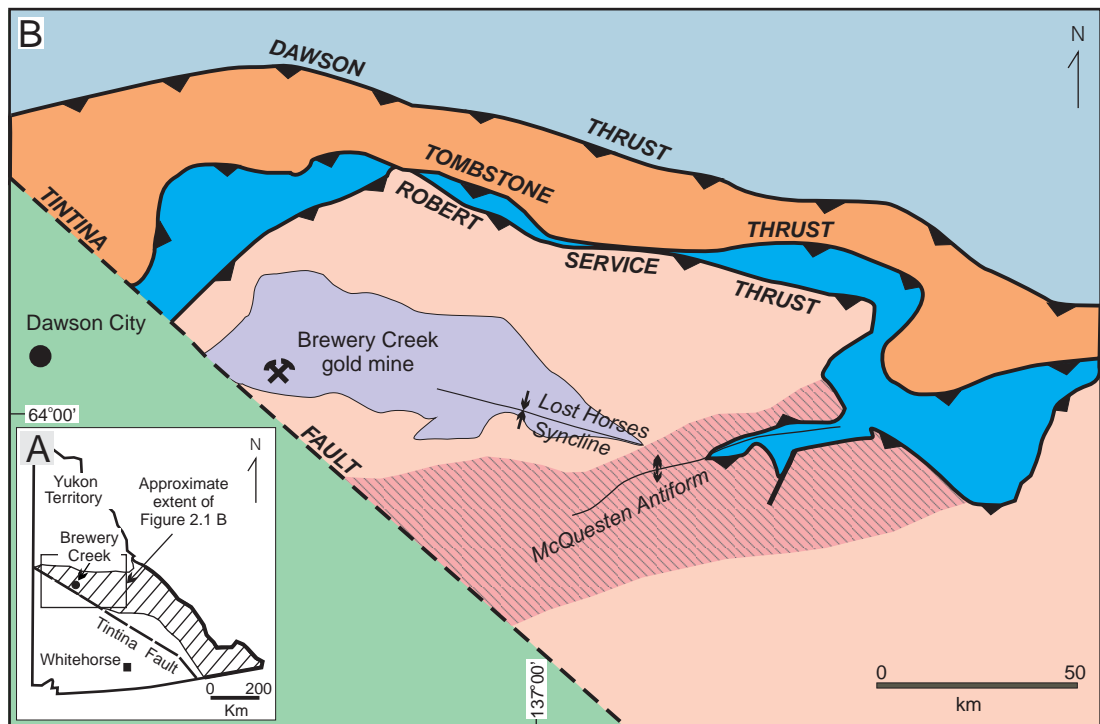 B
N
DAWSON
THRUST
TOMBSTONE
THRUST
ROBERT
SERVICE
THRUST
TINTINA
FAULT
Dawson City
Brewery Creek
gold mine
Lost Horses
Syncline
McQuesten Antiform
64°00'
137°00'
0 50
km
A
N
Yukon
Territory
Approximate
extent of
Figure 2.1 B
Brewery
Creek
Tintina Fault
Whitehorse
0 200
Km